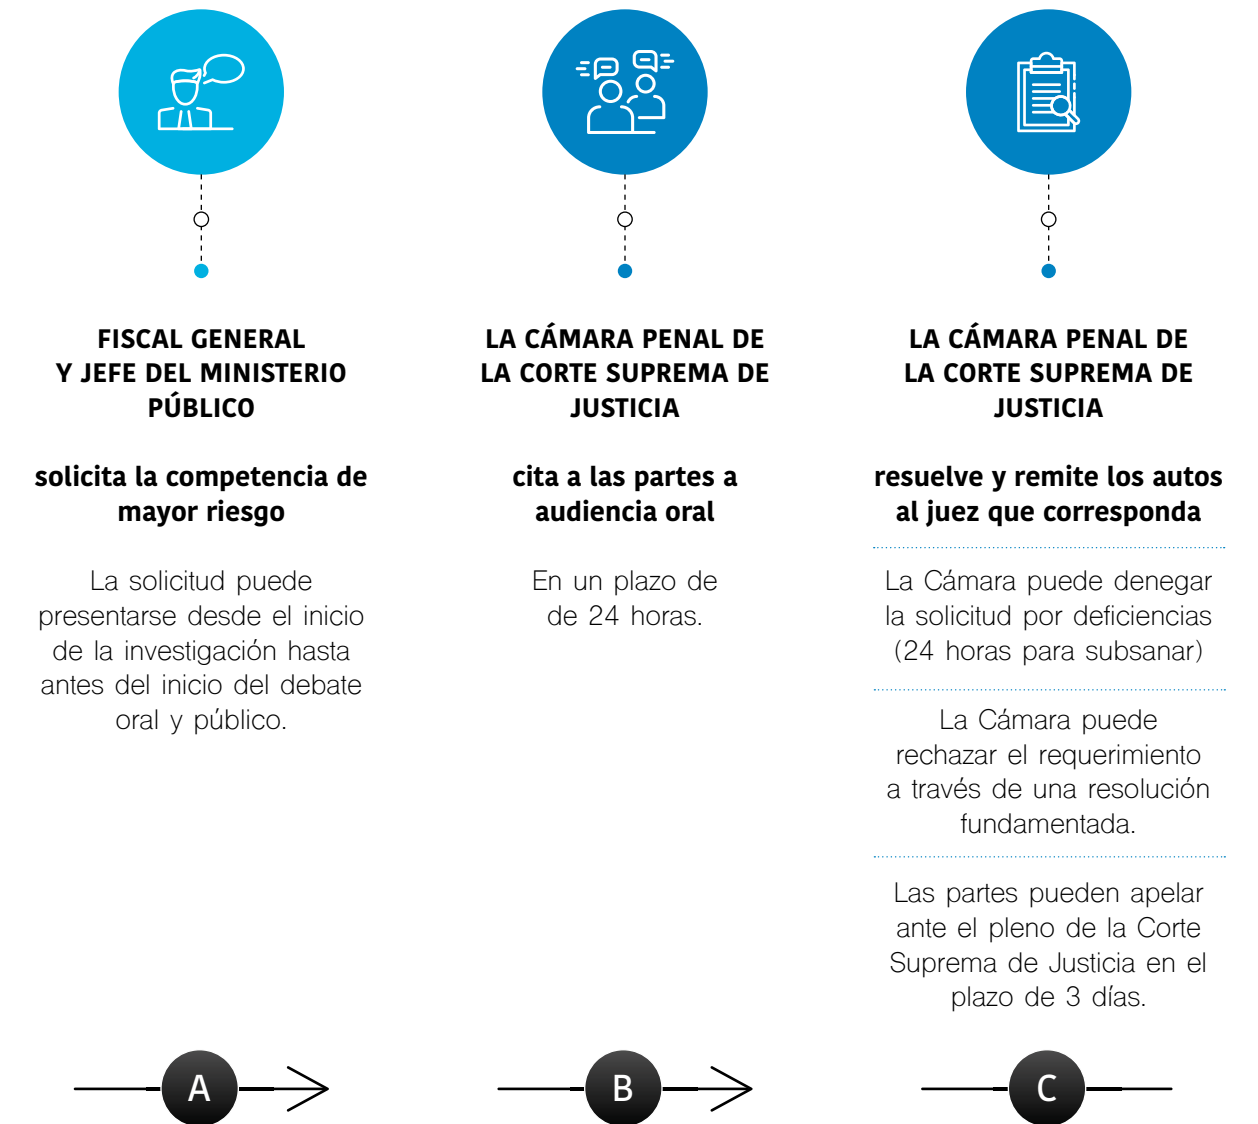 FISCAL GENERAL
Y JEFE DEL MINISTERIO
PÚBLICO
solicita la competencia de
mayor riesgo
La solicitud puede
presentarse desde el inicio
de la investigación hasta
antes del inicio del debate
oral y público.
A
LA CÁMARA PENAL DE
LA CORTE SUPREMA DE
JUSTICIA
cita a las partes a
audiencia oral
En un plazo de
de 24 horas.
B
LA CÁMARA PENAL DE
LA CORTE SUPREMA DE
JUSTICIA
resuelve y remite los autos
al juez que corresponda
La Cámara puede denegar
la solicitud por deficiencias
(24 horas para subsanar)
La Cámara puede
rechazar el requerimiento
a través de una resolución
fundamentada.
Las partes pueden apelar
ante el pleno de la Corte
Suprema de Justicia en el
plazo de 3 días.
C